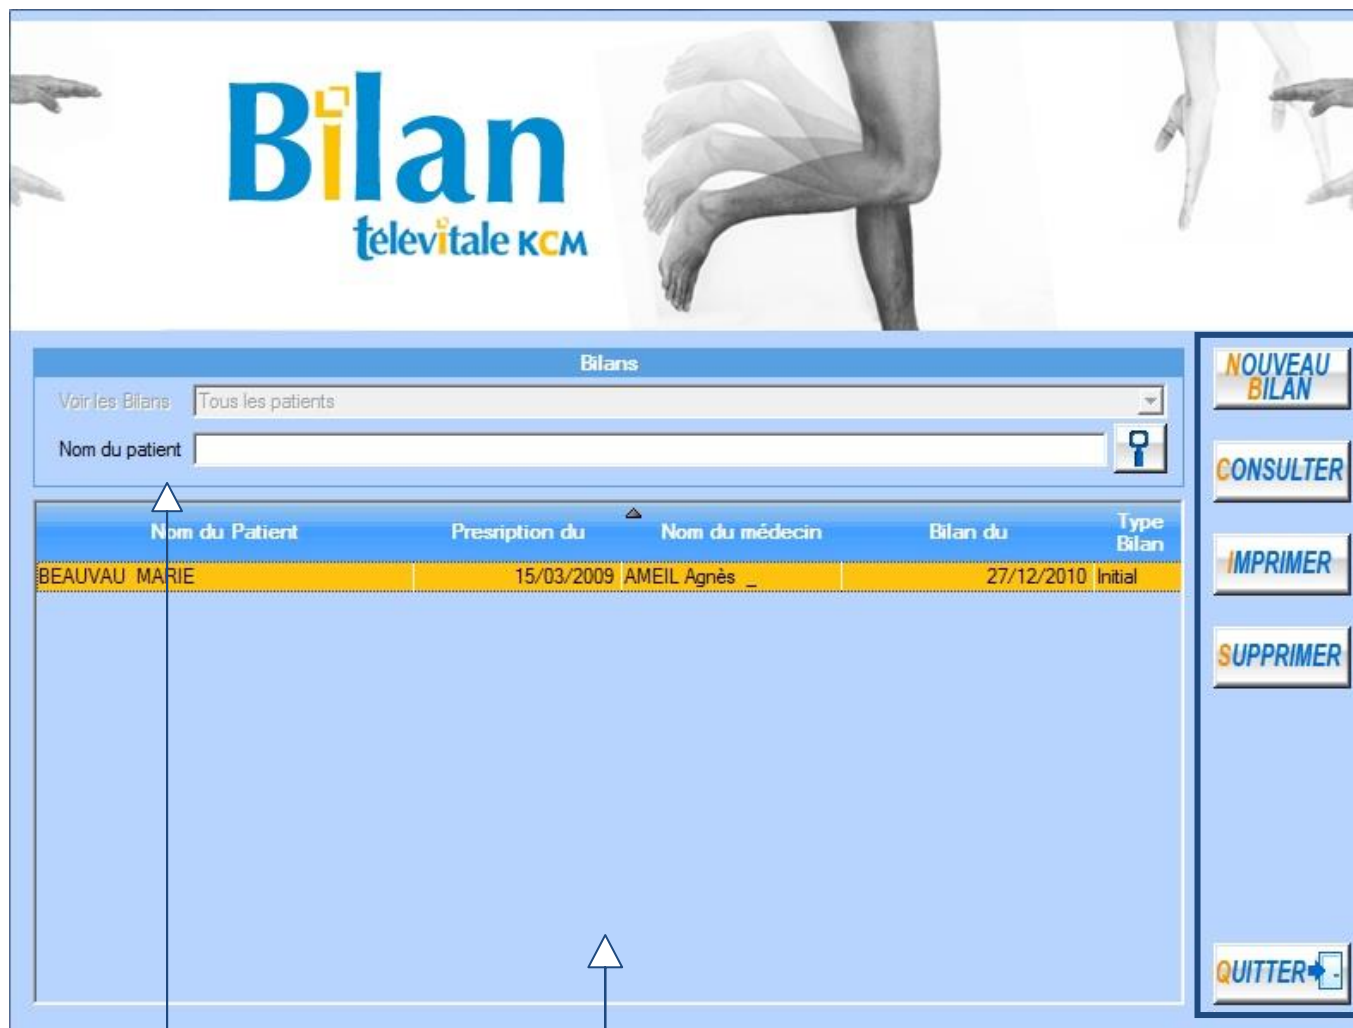 Bilan
télévitale KCM
Bilans
Voir les Bilans Tous les patients
Nom du patient
Nom du Patient Presription du Nom du médecin Bilan du Type Bilan
BEAUVAU MARIE 15/03/2009 AMEIL Agnès _ 27/12/2010 Initial
NOUVEAU
BILAN
CONSULTER
IMPRIMER
SUPPRIMER
QUITTER